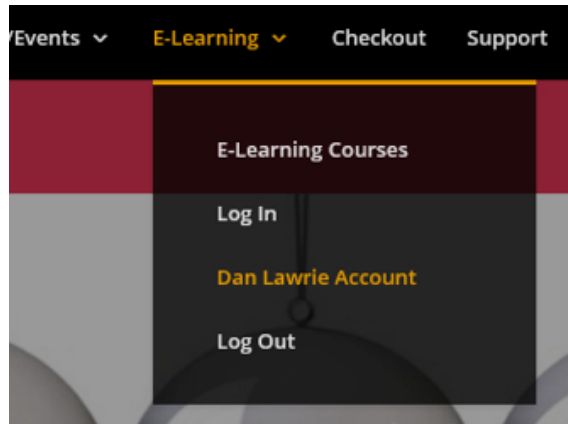 /Events E-Learning Checkout Support
E-Learning Courses
Log In
Dan Lawrie Account
Log Out